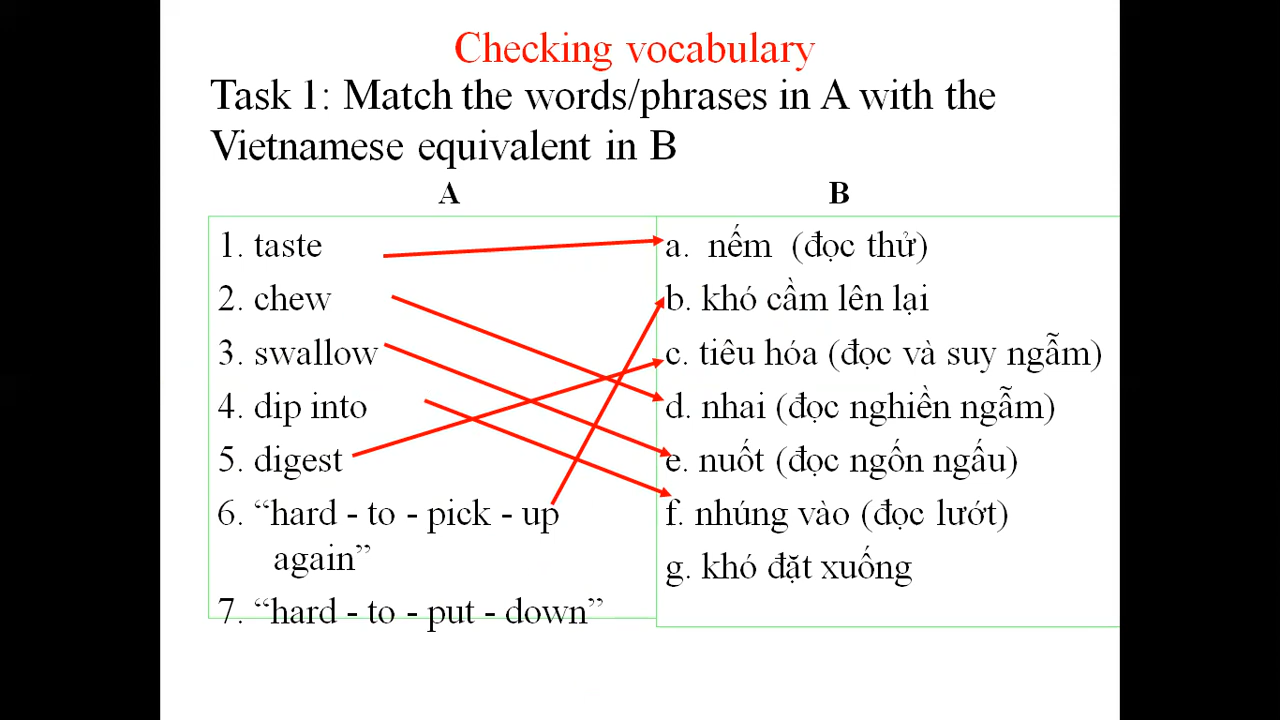 Checking vocabulary
Task 1: Match the words/phrases in A with the
Vietnamese equivalent in B
A
B
1. taste
2. chew
3. swallow
4. dip into
5. digest
6. “hard - to - pick - up
again”
7. “hard - to - put - down”
a. nếm (đọc thử)
b. khó cầm lên lại
c. tiêu hóa (đọc và suy ngẫm)
d. nhai (đọc nghiền ngẫm)
e. nuốt (đọc ngốn ngấu)
f. nhúng vào (đọc lướt)
g. khó đặt xuống